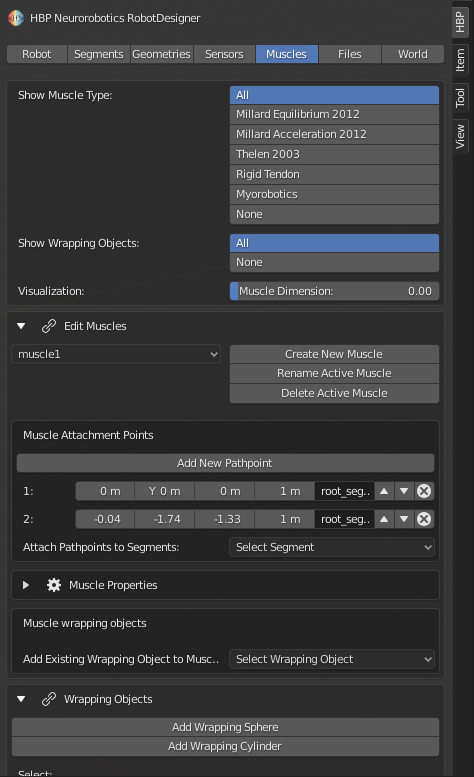 HBP Neurorobotics RobotDesigner
HBP
Item
Tool
View
Robot Segments Geometries Sensors Muscles Files World
Show Muscle Type: All
Millard Equilibrium 2012
Millard Acceleration 2012
Thelen 2003
Rigid Tendon
Myorobotics
None
Show Wrapping Objects: All
None
Visualization: Muscle Dimension: 0.00
Edit Muscles
muscle1 Create New Muscle
Rename Active Muscle
Delete Active Muscle
Muscle Attachment Points
Add New Pathpoint
1: 0 m Y 0 m 0 m 1 m root_seg..
2: -0.04 -1.74 -1.33 1 m root_seg..
Attach Pathpoints to Segments: Select Segment
Muscle Properties
Muscle wrapping objects
Add Existing Wrapping Object to Musc.. Select Wrapping Object
Wrapping Objects
Add Wrapping Sphere
Add Wrapping Cylinder
Select: